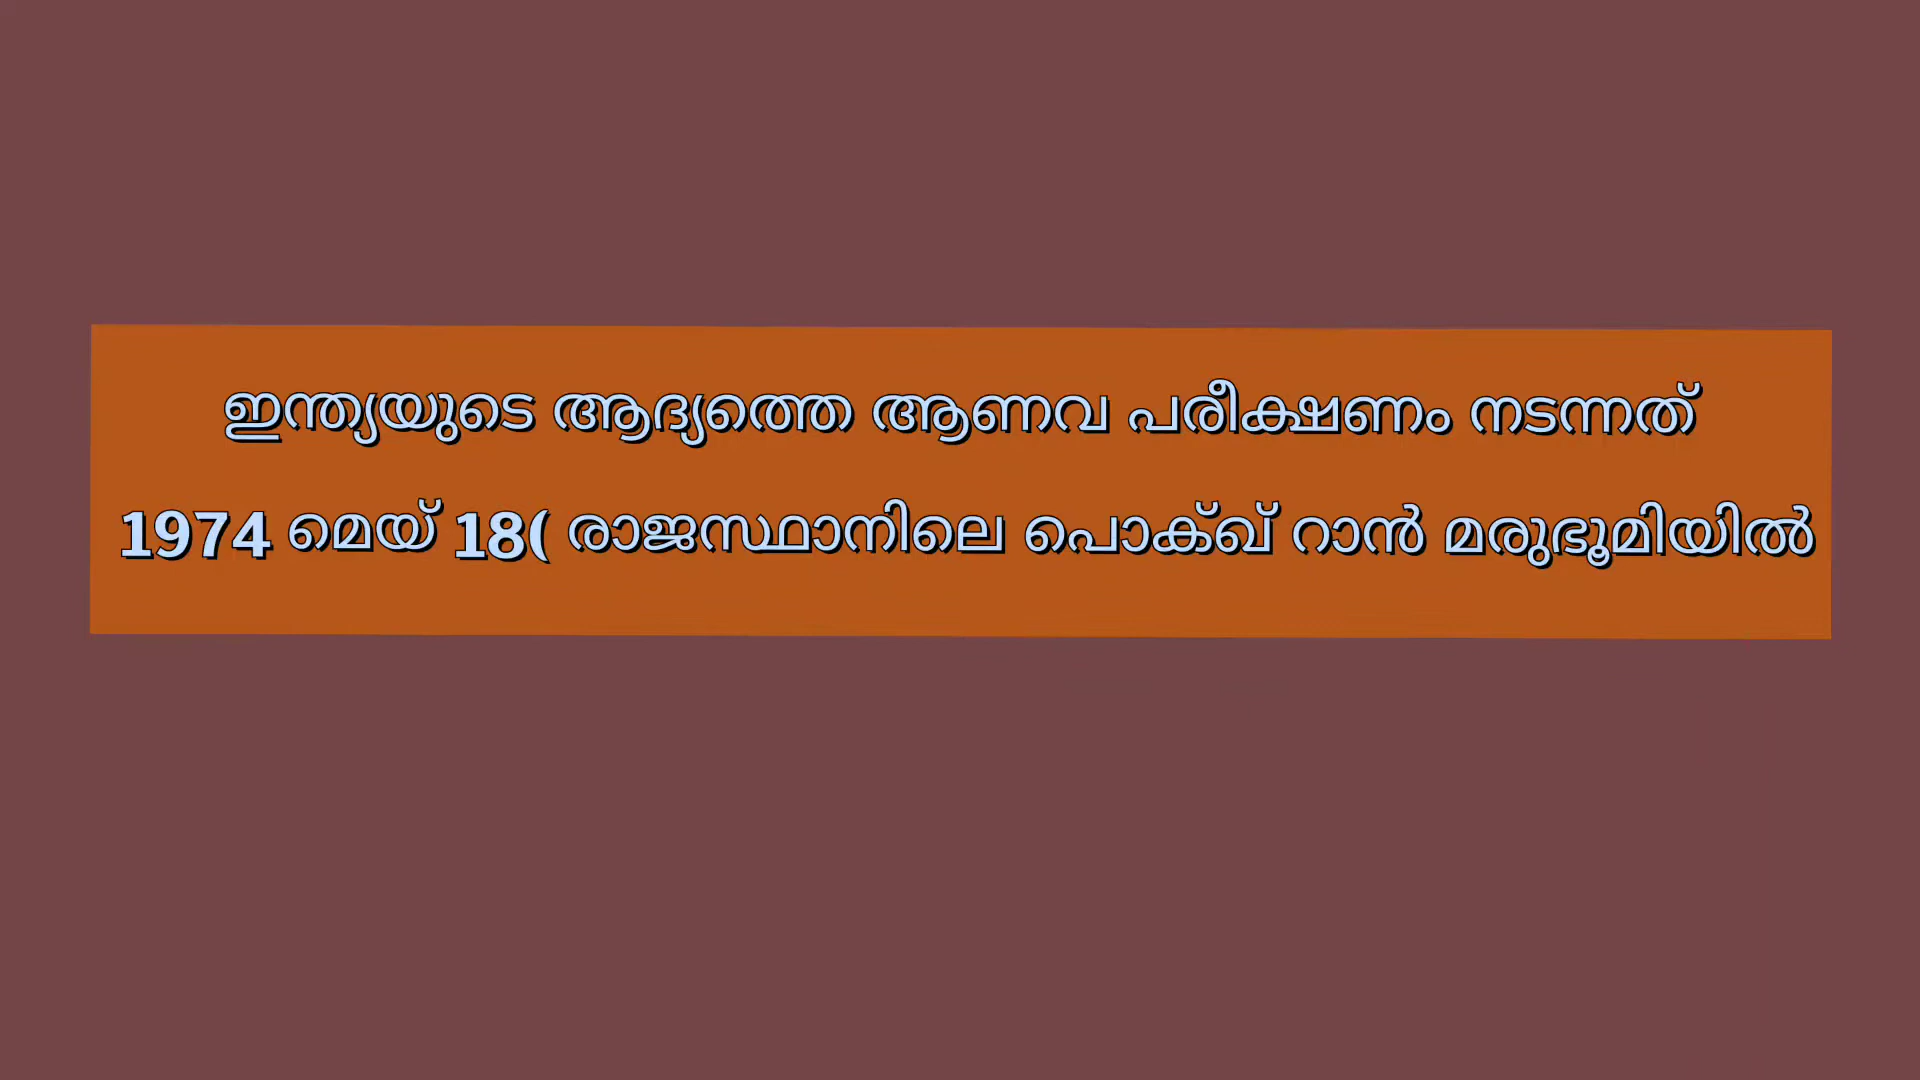 ഇന്ത്യയുടെ ആദ്യത്തെ ആണവ പരീക്ഷണം നടന്നത്
1974 മെയ് 18( രാജസ്ഥാനിലെ പൊക്ഖ് റാൻ മരുഭൂമിയിൽ